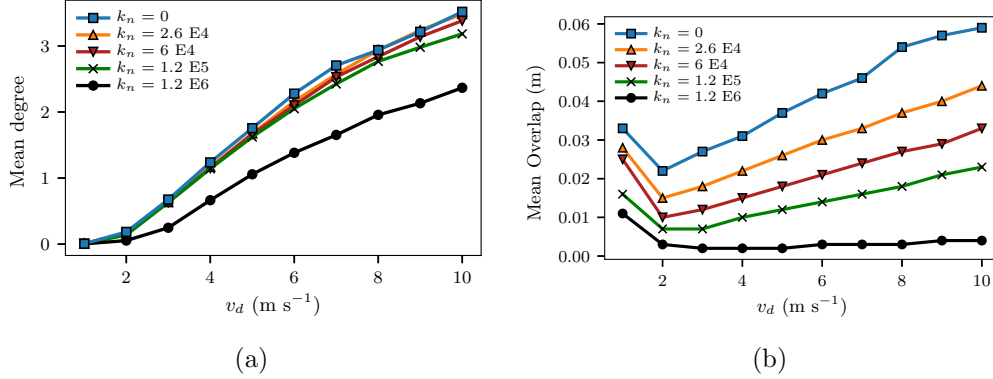 k_n = 0
k_n = 2.6 E4
k_n = 6 E4
k_n = 1.2 E5
k_n = 1.2 E6
Mean degree
3
2
1
0
2 4 6 8 10
v_d (m s⁻¹)
(a)
k_n = 0
k_n = 2.6 E4
k_n = 6 E4
k_n = 1.2 E5
k_n = 1.2 E6
Mean Overlap (m)
0.06
0.05
0.04
0.03
0.02
0.01
0.00
2 4 6 8 10
v_d (m s⁻¹)
(b)